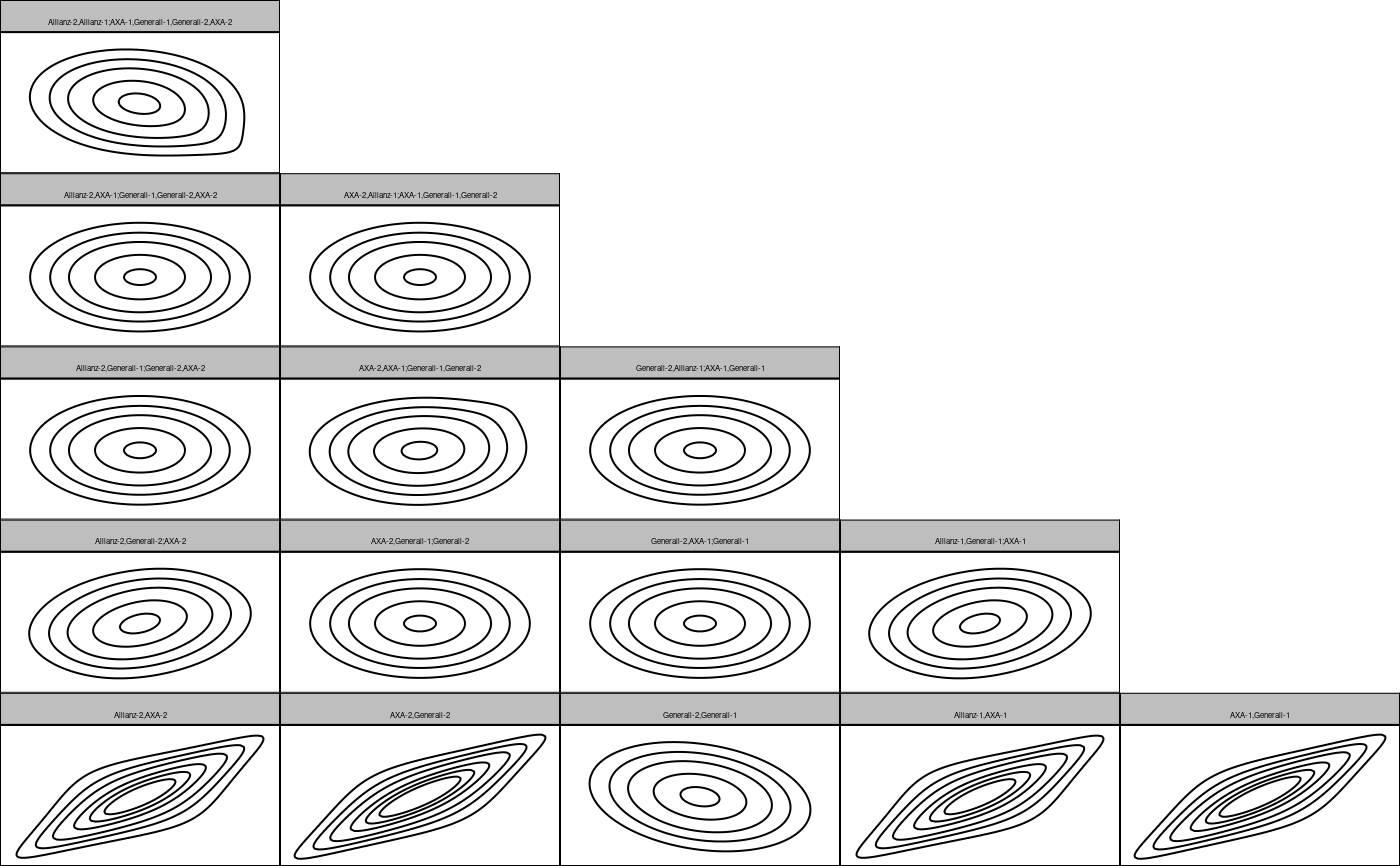 Allianz-2,Allianz-1;AXA-1,Generali-1,Generali-2,AXA-2
Allianz-2,AXA-1;Generali-1,Generali-2,AXA-2
AXA-2,Allianz-1;AXA-1,Generali-1,Generali-2
Allianz-2,Generali-1;Generali-2,AXA-2
AXA-2,AXA-1;Generali-1,Generali-2
Generali-2,Allianz-1;AXA-1,Generali-1
Allianz-2,Generali-2;AXA-2
AXA-2,Generali-1;Generali-2
Generali-2,AXA-1;Generali-1
Allianz-1,Generali-1;AXA-1
Allianz-2,AXA-2
AXA-2,Generali-2
Generali-2,Generali-1
Allianz-1,AXA-1
AXA-1,Generali-1